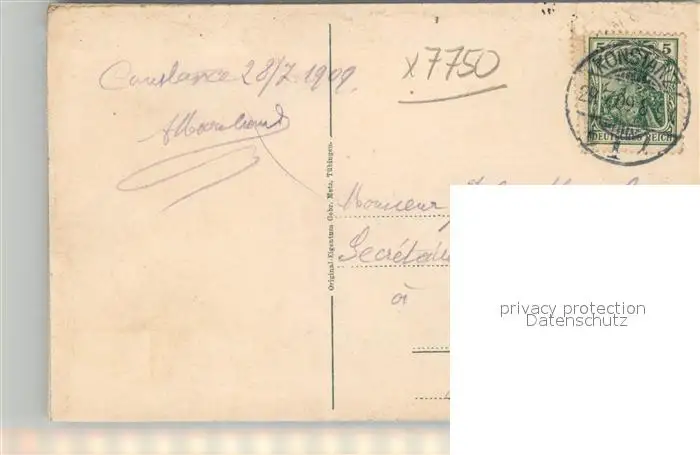 Constance 28/7 1909.
x7750
5 5
KONSTANZ
DEUTSCHES REICH
1
Original-Eigentum Gebr. Metz, Tübingen.
Monsieur
à
privacy protection
Datenschutz